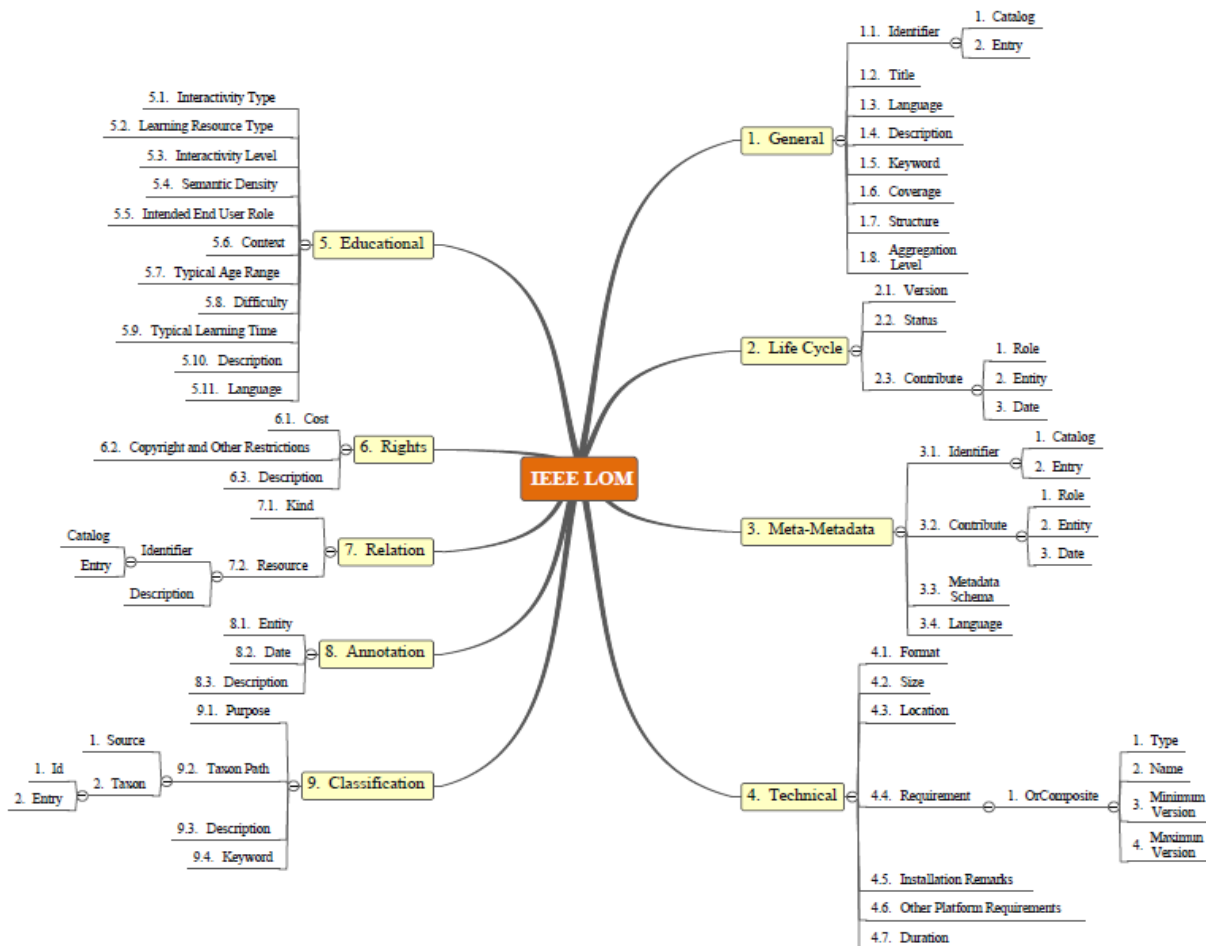 IEEE LOM
1. General
1.1. Identifier
1. Catalog
2. Entry
1.2. Title
1.3. Language
1.4. Description
1.5. Keyword
1.6. Coverage
1.7. Structure
1.8. Aggregation
Level
2. Life Cycle
2.1. Version
2.2. Status
2.3. Contribute
1. Role
2. Entity
3. Date
3. Meta-Metadata
3.1. Identifier
1. Catalog
2. Entry
3.2. Contribute
1. Role
2. Entity
3. Date
3.3. Metadata
Schema
3.4. Language
4. Technical
4.1. Format
4.2. Size
4.3. Location
4.4. Requirement
1. OrComposite
1. Type
2. Name
3. Minimum
Version
4. Maximun
Version
4.5. Installation Remarks
4.6. Other Platform Requirements
4.7. Duration
5. Educational
5.1. Interactivity Type
5.2. Learning Resource Type
5.3. Interactivity Level
5.4. Semantic Density
5.5. Intended End User Role
5.6. Context
5.7. Typical Age Range
5.8. Difficulty
5.9. Typical Learning Time
5.10. Description
5.11. Language
6. Rights
6.1. Cost
6.2. Copyright and Other Restrictions
6.3. Description
7. Relation
7.1. Kind
7.2. Resource
Identifier
Catalog
Entry
Description
8. Annotation
8.1. Entity
8.2. Date
8.3. Description
9. Classification
9.1. Purpose
9.2. Taxon Path
1. Source
2. Taxon
1. Id
2. Entry
9.3. Description
9.4. Keyword